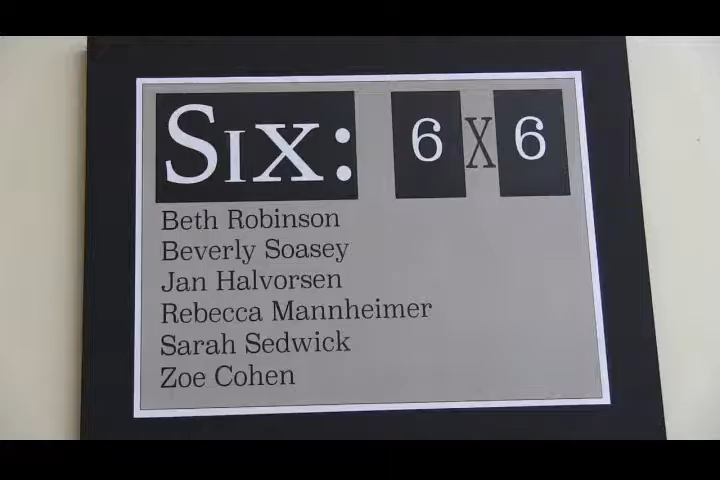 Six: 6 X 6
Beth Robinson
Beverly Soasey
Jan Halvorsen
Rebecca Mannheimer
Sarah Sedwick
Zoe Cohen